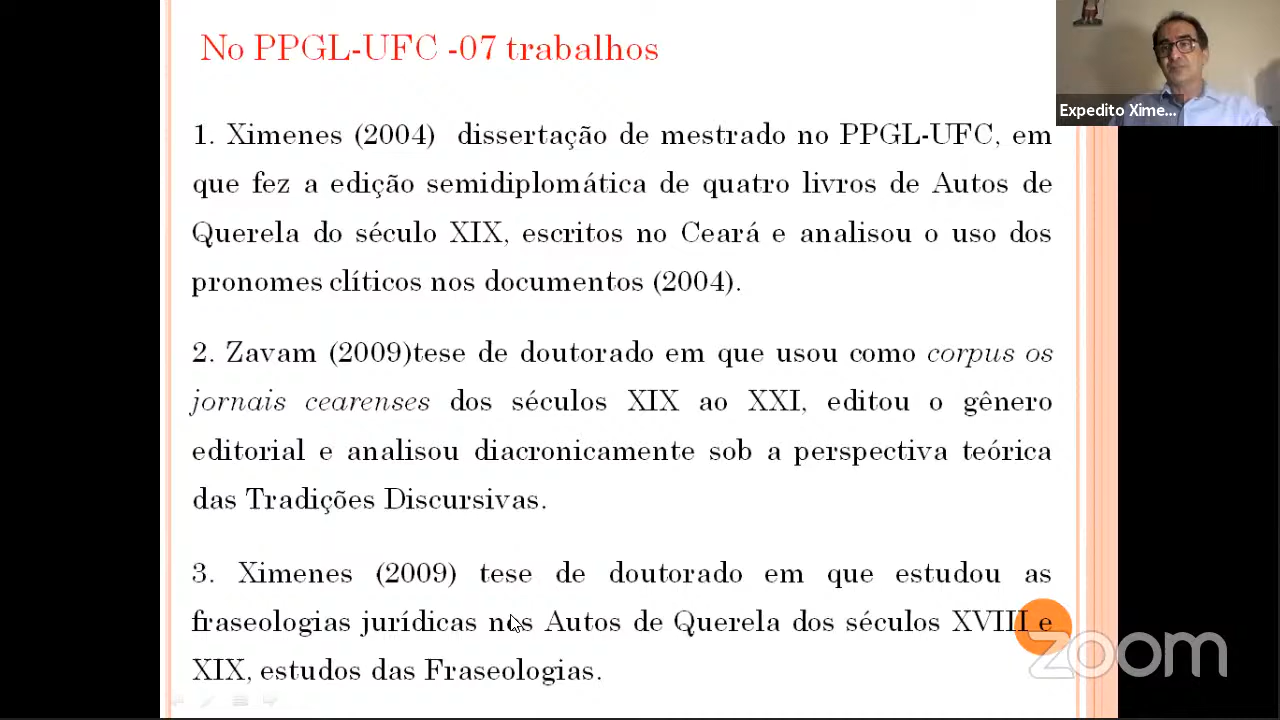 No PPGL-UFC -07 trabalhos
Expedito Xime...
1. Ximenes (2004) dissertação de mestrado no PPGL-UFC, em
que fez a edição semidiplomática de quatro livros de Autos de
Querela do século XIX, escritos no Ceará e analisou o uso dos
pronomes clíticos nos documentos (2004).
2. Zavam (2009)tese de doutorado em que usou como corpus os
jornais cearenses dos séculos XIX ao XXI, editou o gênero
editorial e analisou diacronicamente sob a perspectiva teórica
das Tradições Discursivas.
3. Ximenes (2009) tese de doutorado em que estudou as
fraseologias jurídicas nos Autos de Querela dos séculos XVIII e
XIX, estudos das Fraseologias.
zoom